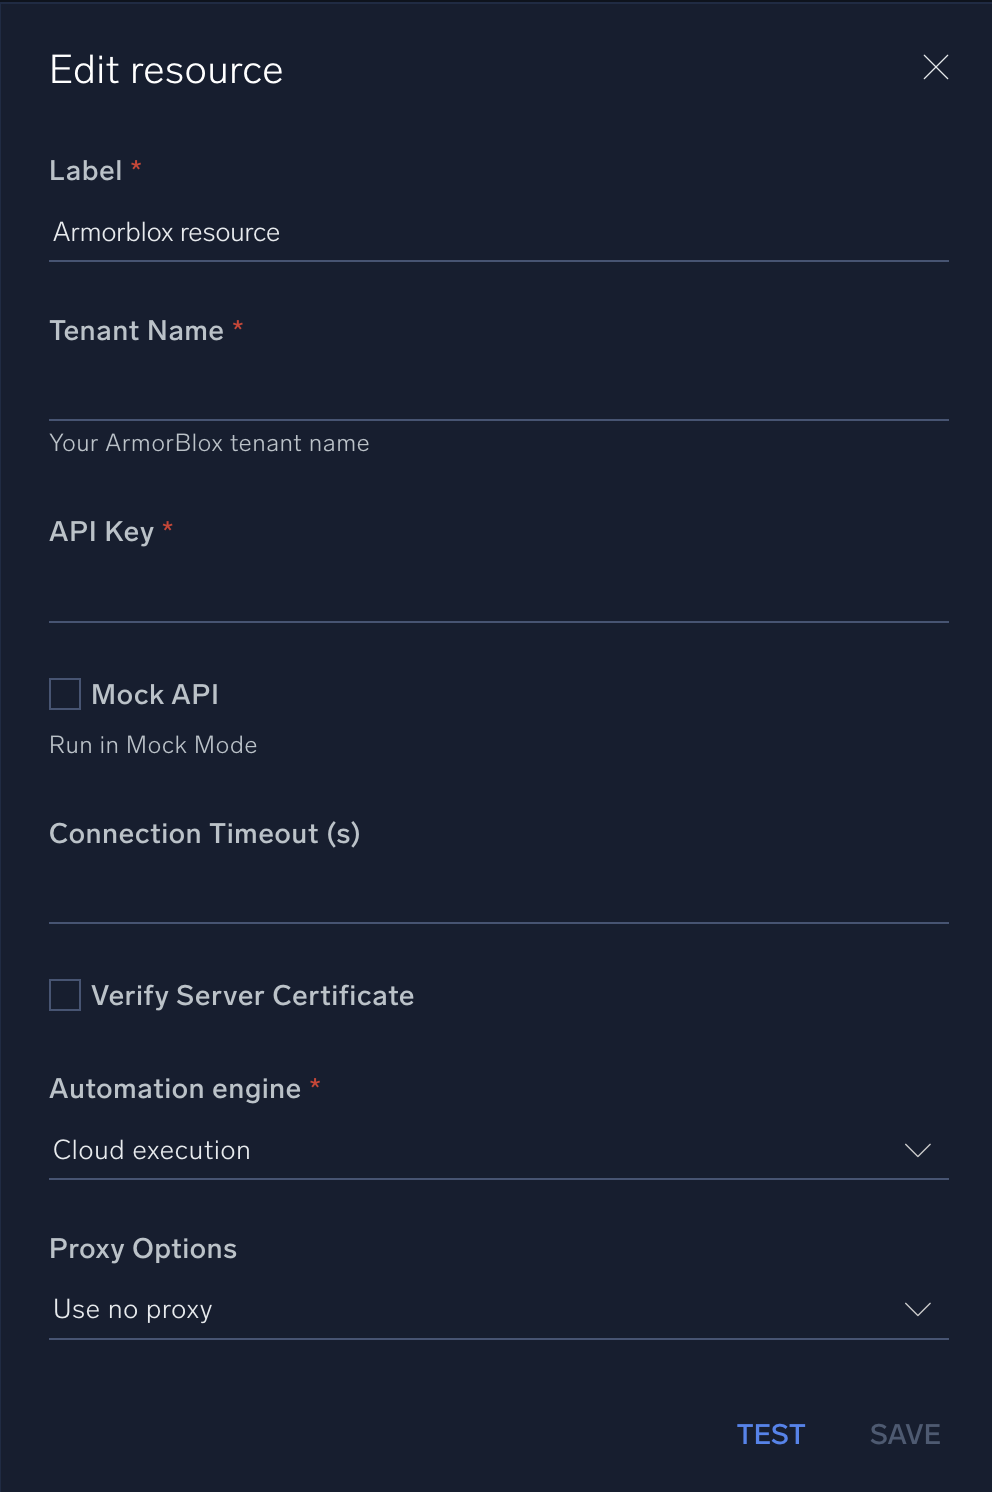 Edit resource
Label *
Armorblox resource
Tenant Name *
Your ArmorBlox tenant name
API Key *
Mock API
Run in Mock Mode
Connection Timeout (s)
Verify Server Certificate
Automation engine *
Cloud execution
Proxy Options
Use no proxy
TEST SAVE